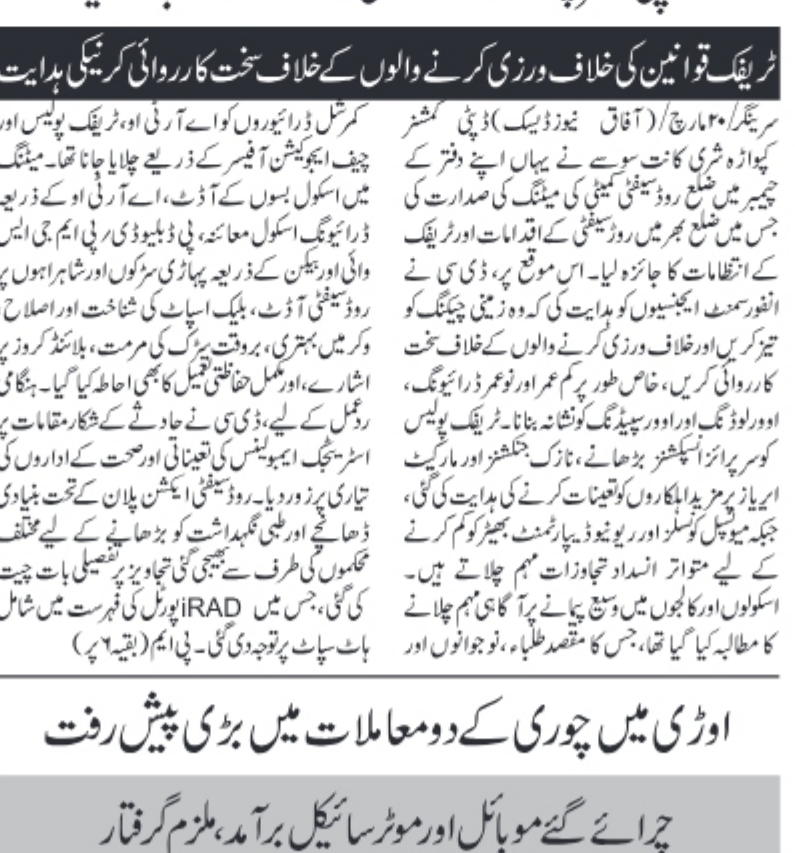 ٹریفک قوانین کی خلاف ورزی کرنے والوں کے خلاف سخت کارروائی کرنیکی ہدایت
سرینگر/۲۰مارچ/(آفاق نیوز ڈیسک) ڈپٹی کمشنر
کپواڑہ شری کانت سوسے نے یہاں اپنے دفتر کے
چیمبر میں ضلع روڈ سیفٹی کمیٹی کی میٹنگ کی صدارت کی
جس میں ضلع بھر میں روڑ سیفٹی کے اقدامات اور ٹریفک
کے انتظامات کا جائزہ لیا۔ اس موقع پر، ڈی سی نے
انفورسمنٹ ایجنسیوں کو ہدایت کی کہ وہ زمینی چیکنگ کو
تیز کریں اور خلاف ورزی کرنے والوں کے خلاف سخت
کارروائی کریں، خاص طور پر کم عمر اور نو عمر ڈرائیونگ،
اوورلوڈنگ اور اوورسپیڈنگ کو نشانہ بنانا۔ ٹریفک پولیس
کو سرپرائز انسپکشنز بڑھانے، نازک جنکشنز اور مارکیٹ
ایریاز پر مزید اہلکاروں کو تعینات کرنے کی ہدایت کی گئی،
جبکہ میونسپل کونسلز اور ریونیو ڈیپارٹمنٹ بھیڑ کو کم کرنے
کے لیے متواتر انسداد تجاوزات مہم چلاتے ہیں۔
اسکولوں اور کالجوں میں وسیع پیمانے پر آگاہی مہم چلانے
کا مطالبہ کیا گیا تھا، جس کا مقصد طلباء، نوجوانوں اور
کمرشل ڈرائیوروں کو اے آر ٹی او، ٹریفک پولیس اور
چیف ایجوکیشن آفیسر کے ذریعے چلایا جانا تھا۔ میٹنگ
میں اسکول بسوں کے آڈٹ، اے آر ٹی او کے ذریعہ
ڈرائیونگ اسکول معائنہ، پی ڈبلیو ڈی/ پی ایم جی ایس
وائی اور بیکن کے ذریعہ پہاڑی سڑکوں اور شاہراہوں پر
روڈ سیفٹی آڈٹ، بلیک اسپاٹ کی شناخت اور اصلاح،
وکر میں بہتری، بروقت سڑک کی مرمت، بلائنڈ کروز پر
اشارے، اور مکمل حفاظتی تعمیل کا بھی احاطہ کیا گیا۔ ہنگامی
ردعمل کے لیے، ڈی سی نے حادثے کے شکار مقامات پر
اسٹریٹجک ایمبولینس کی تعیناتی اور صحت کے اداروں کی
تیاری پر زور دیا۔ روڈ سیفٹی ایکشن پلان کے تحت بنیادی
ڈھانچے اور طبی نگہداشت کو بڑھانے کے لیے مختلف
محکموں کی طرف سے بھیجی گئی تجاویز پر تفصیلی بات چیت
کی گئی، جس میں iRAD پورٹل کی فہرست میں شامل
ہاٹ سپاٹ پر توجہ دی گئی۔ پی ایم (بقیہ ۶ پر)
اوڑی میں چوری کے دو معاملات میں بڑی پیش رفت
چرائے گئے موبائل اور موٹر سائیکل برآمد، ملزم گرفتار